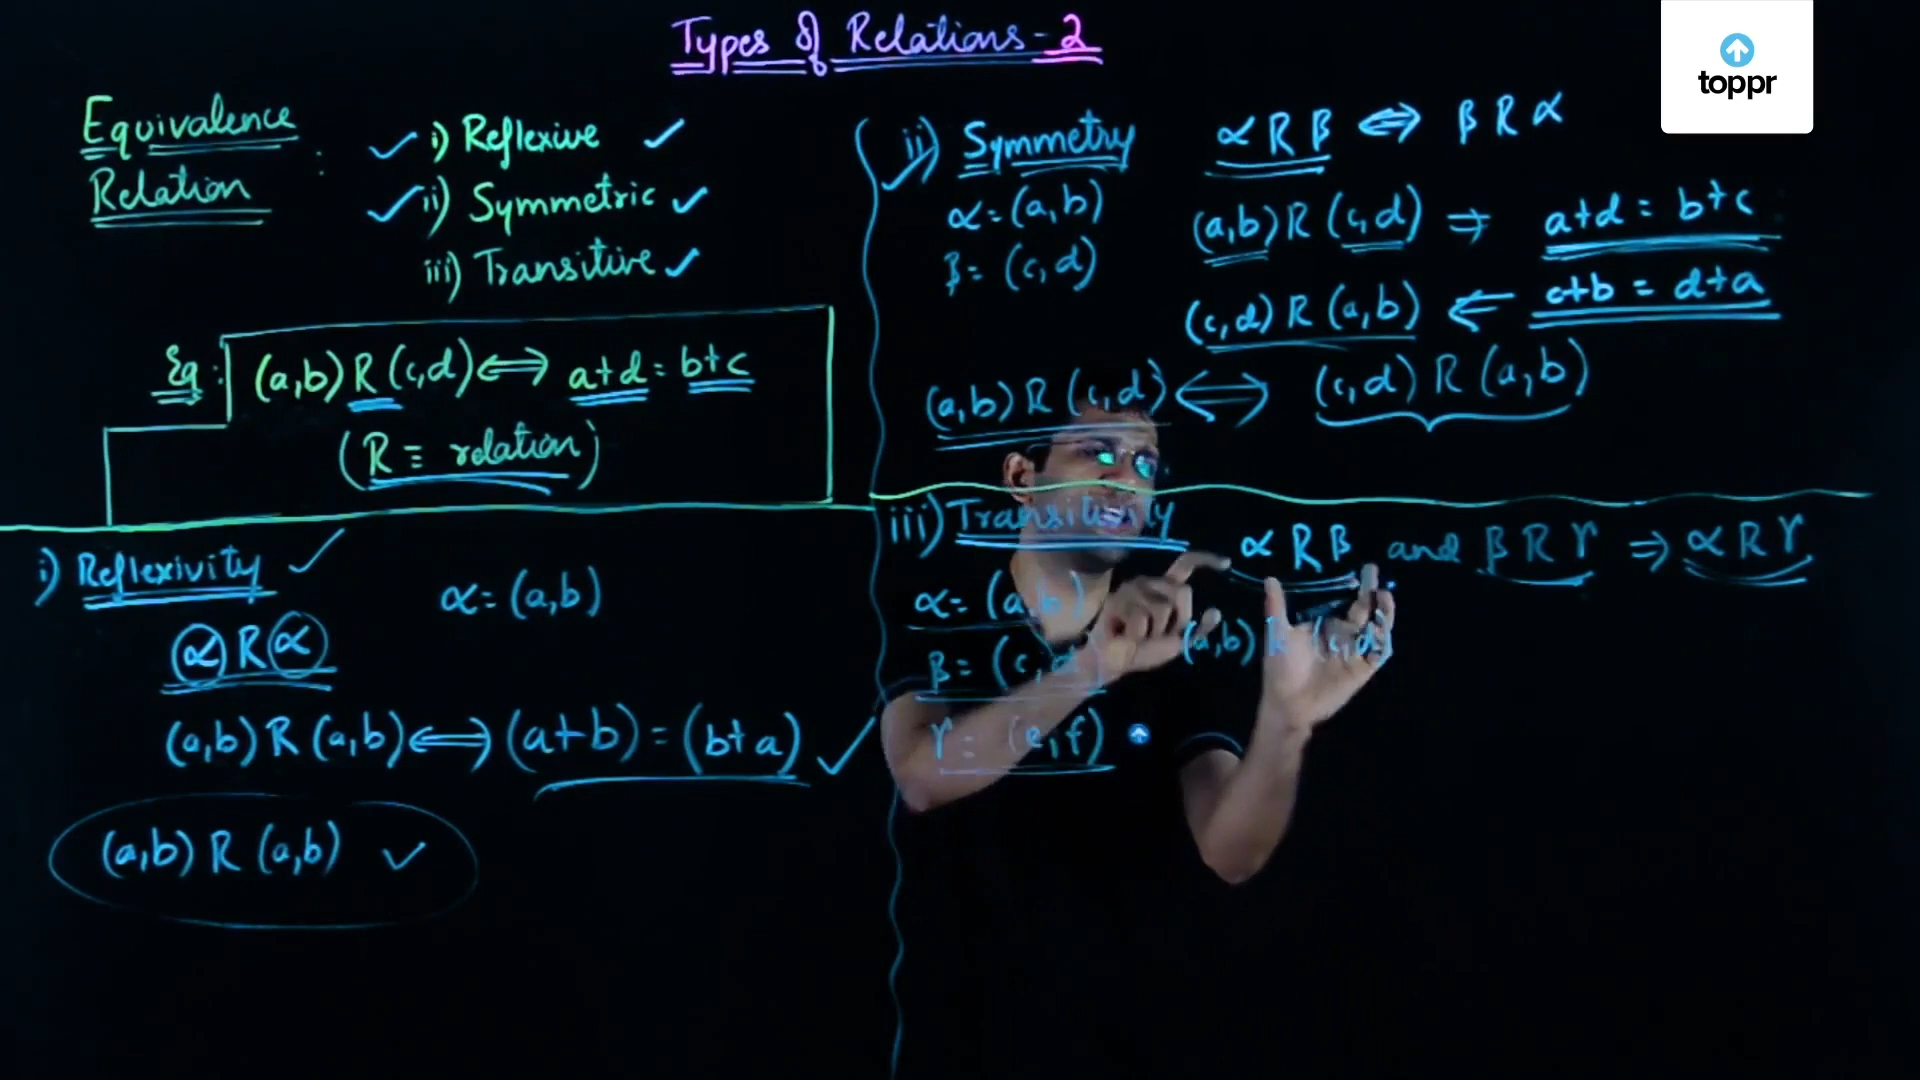 Types of Relations-2
toppr
Equivalence Relation :
i) Reflexive
ii) Symmetric
iii) Transitive
Eg: (a,b) R (c,d) ⟺ a+d = b+c
(R ≡ relation)
i) Reflexivity
α = (a,b)
α R α
(a,b) R (a,b) ⟺ (a+b) = (b+a)
(a,b) R (a,b) ✓
ii) Symmetry α R β ⟺ β R α
α = (a,b)
β = (c,d)
(a,b) R (c,d) ⇒ a+d = b+c
(c,d) R (a,b) ⇐ c+b = d+a
(a,b) R (c,d) ⟺ (c,d) R (a,b)
iii) Transitivity α R β and β R γ ⇒ α R γ
α = (a,b)
β = (c,d)
γ = (e,f)
(a,b) R (c,d)